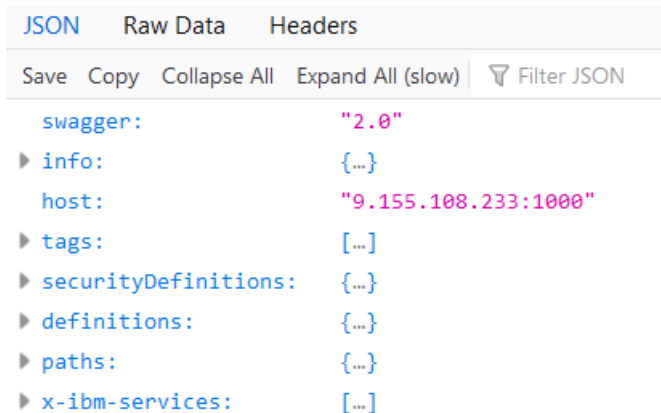 JSON Raw Data Headers
Save Copy Collapse All Expand All (slow) Filter JSON
swagger: "2.0"
info: {…}
host: "9.155.108.233:1000"
tags: […]
securityDefinitions: {…}
definitions: {…}
paths: {…}
x-ibm-services: […]